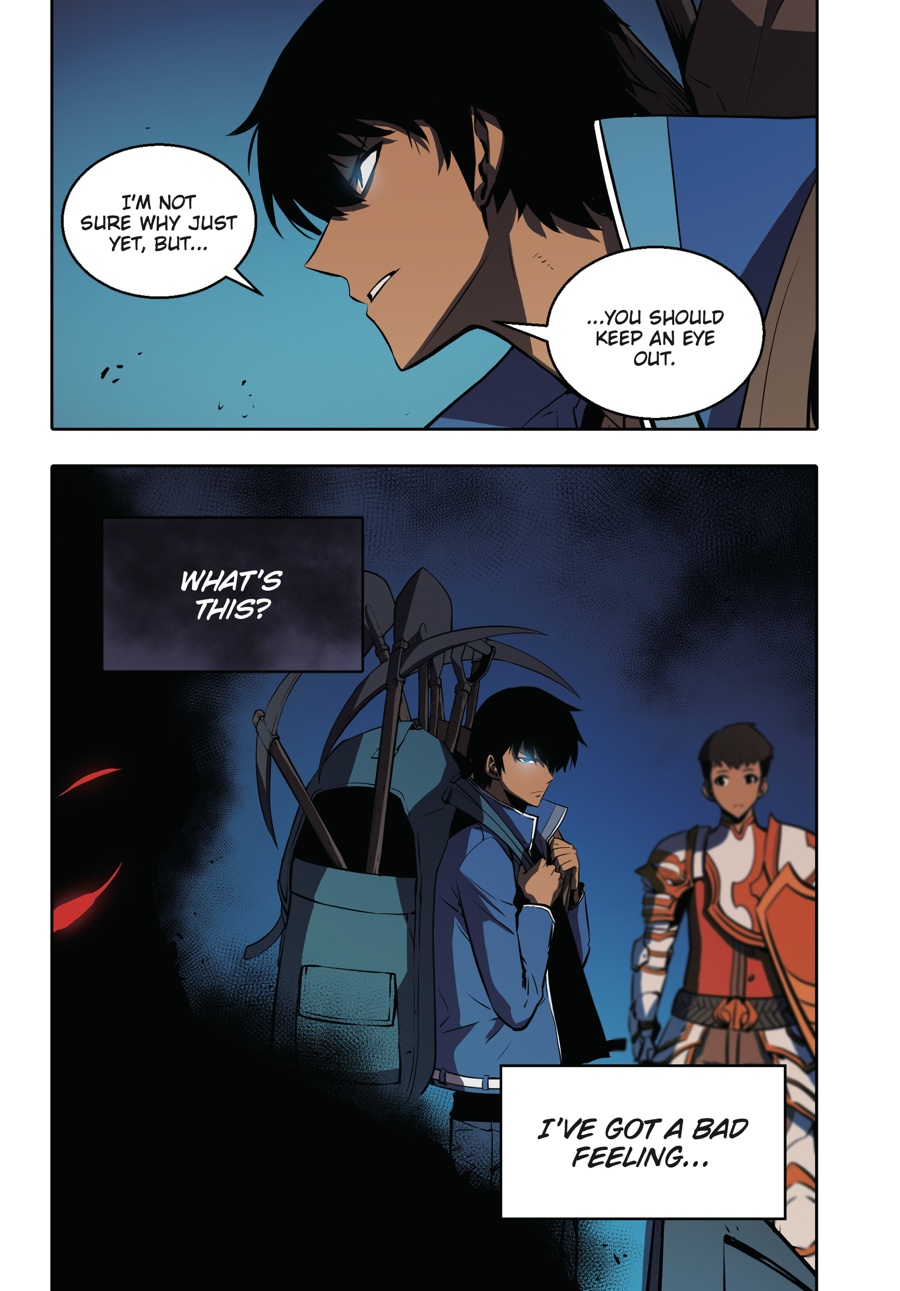 I'M NOT
SURE WHY JUST
YET, BUT...
...YOU SHOULD
KEEP AN EYE
OUT.
WHAT'S
THIS?
I'VE GOT A BAD
FEELING...